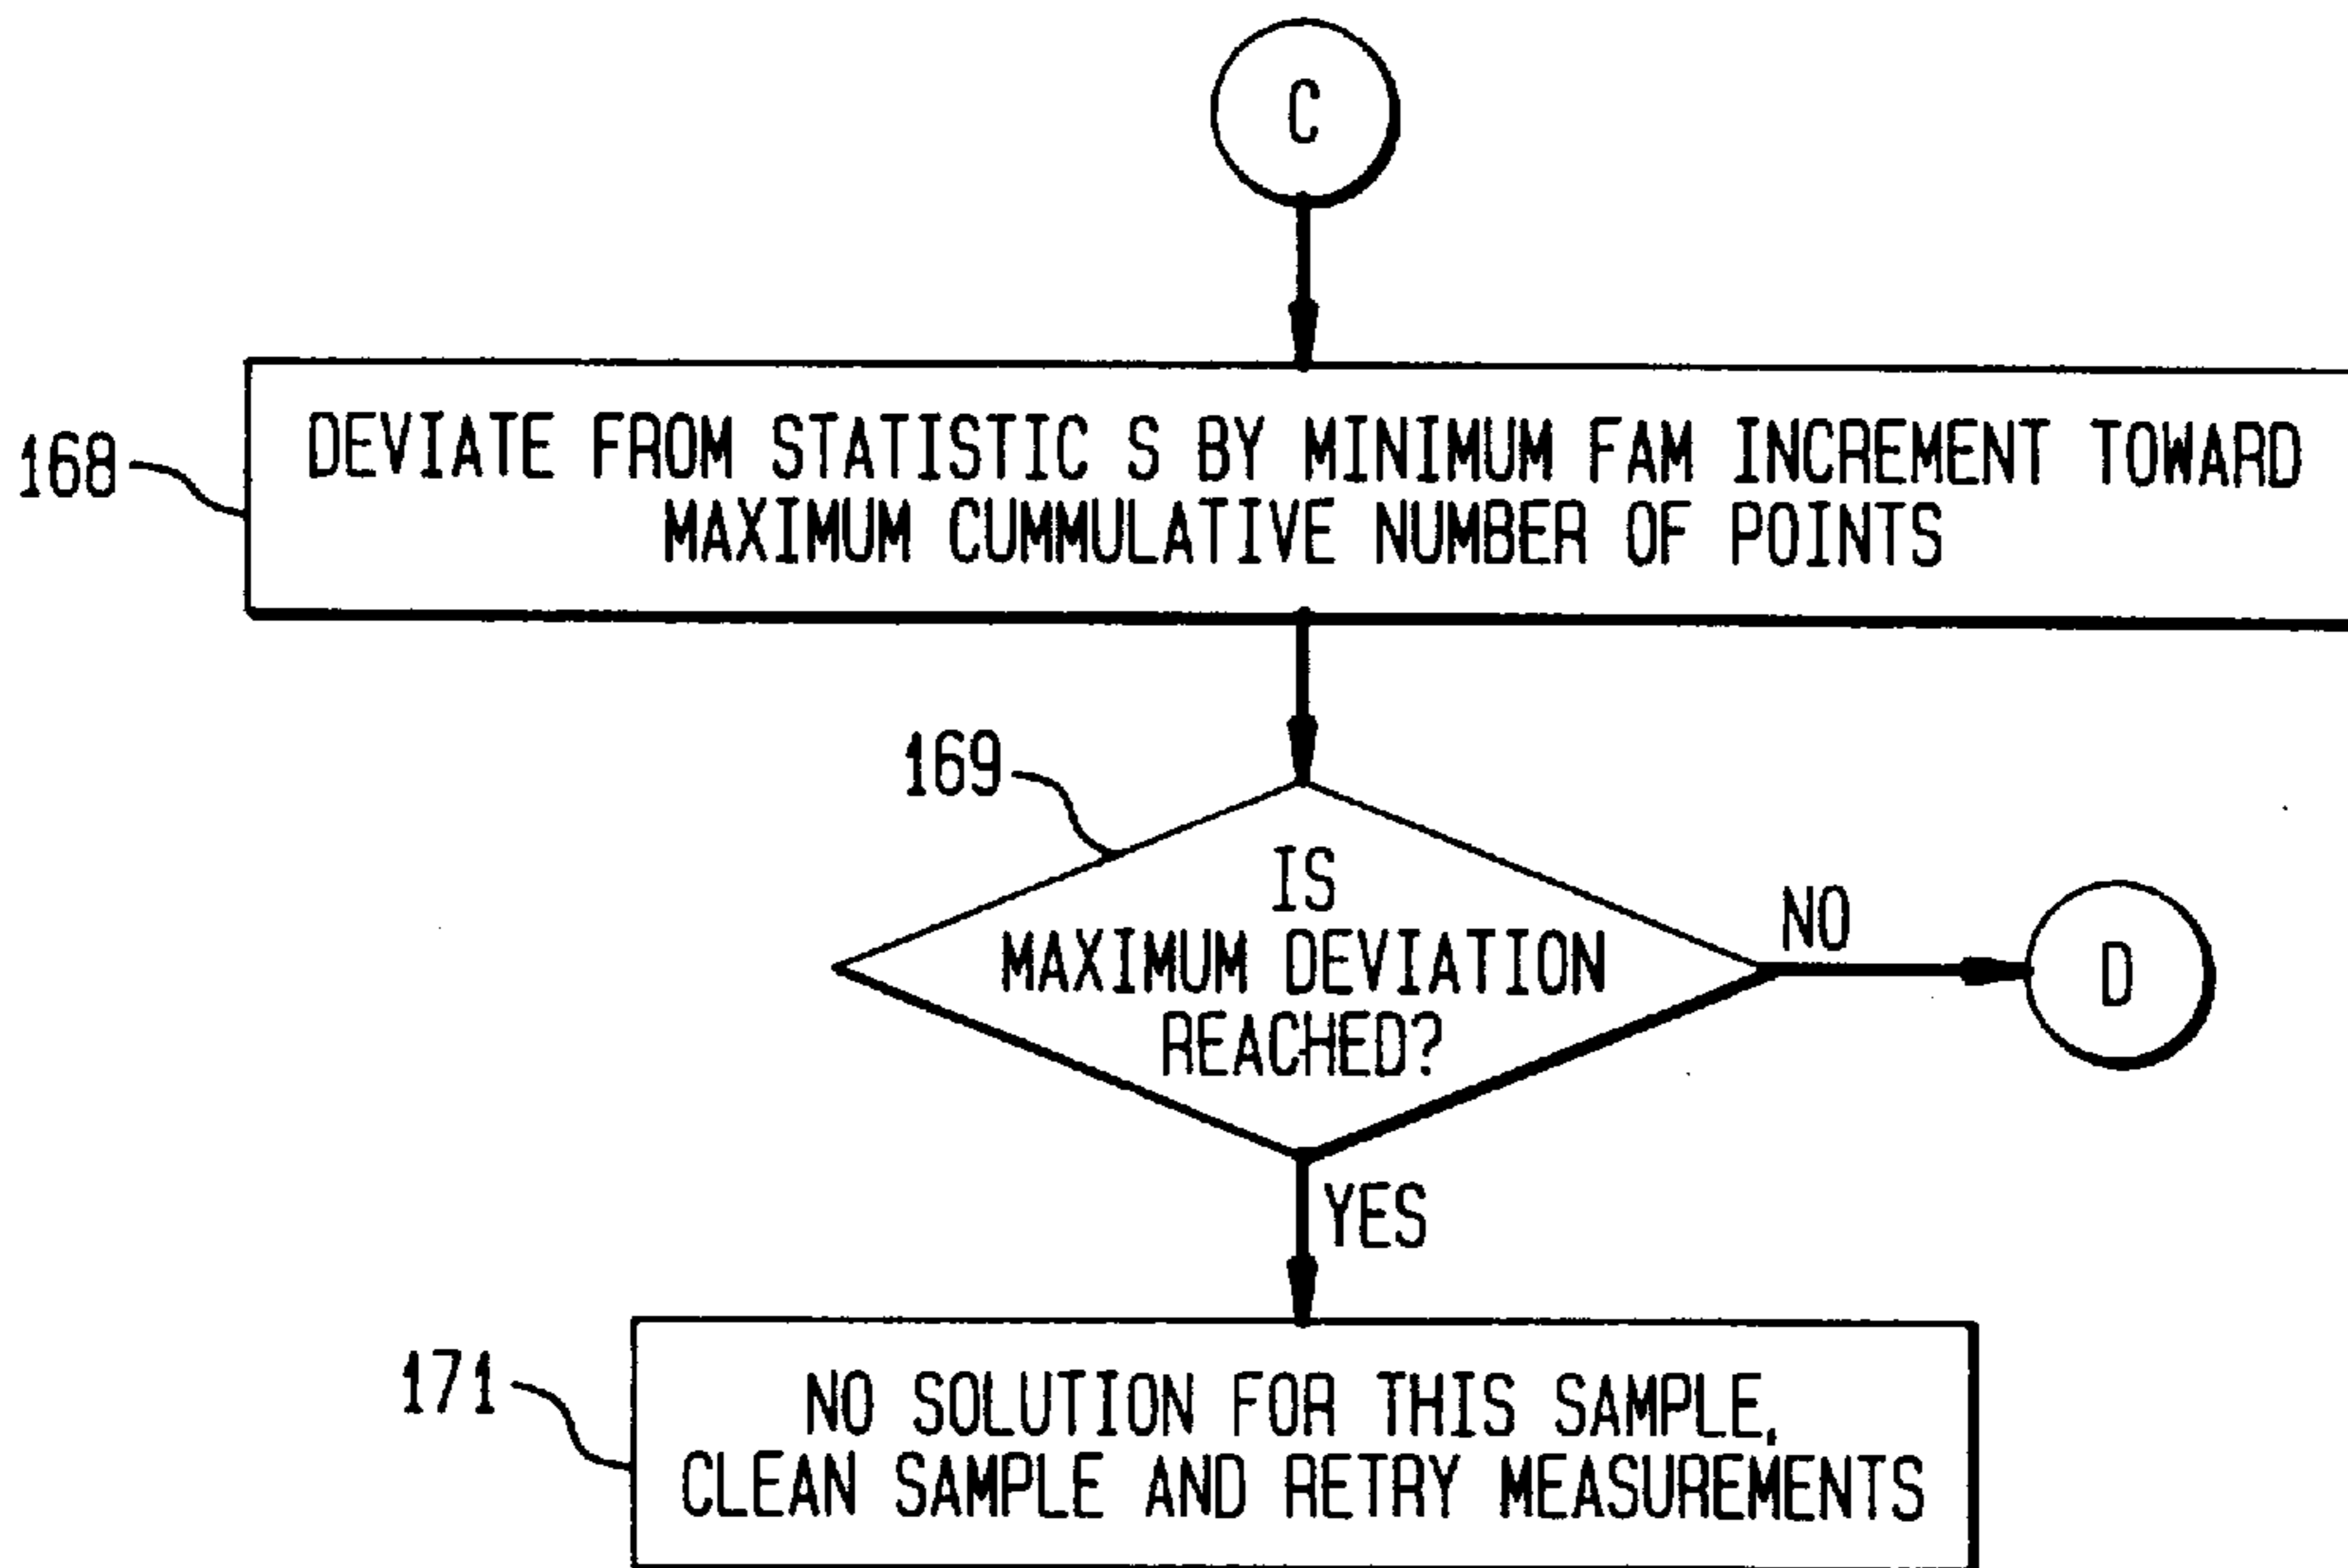 C
168
DEVIATE FROM STATISTIC S BY MINIMUM FAM INCREMENT TOWARD
MAXIMUM CUMMULATIVE NUMBER OF POINTS
169
IS
MAXIMUM DEVIATION
REACHED?
NO
D
YES
171
NO SOLUTION FOR THIS SAMPLE,
CLEAN SAMPLE AND RETRY MEASUREMENTS